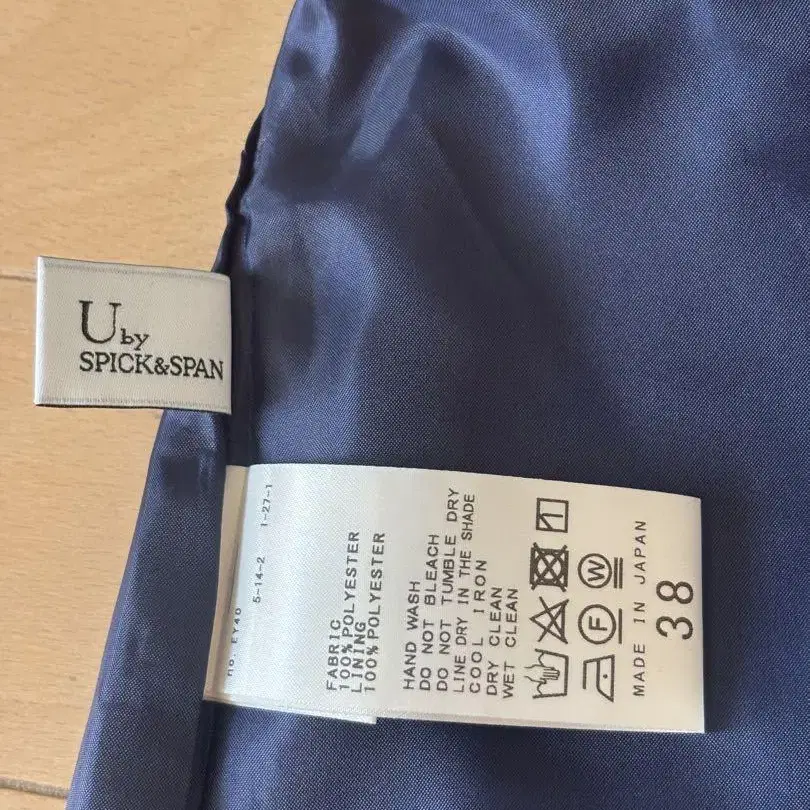 U by
SPICK&SPAN
no. EY40
5-14-2 1-27-1
FABRIC
100%POLYESTER
LINING
100%POLYESTER
HAND WASH
DO NOT BLEACH
DO NOT TUMBLE DRY
LINE DRY IN THE SHADE
COOL IRON
DRY CLEAN
WET CLEAN
F W
MADE IN JAPAN
38